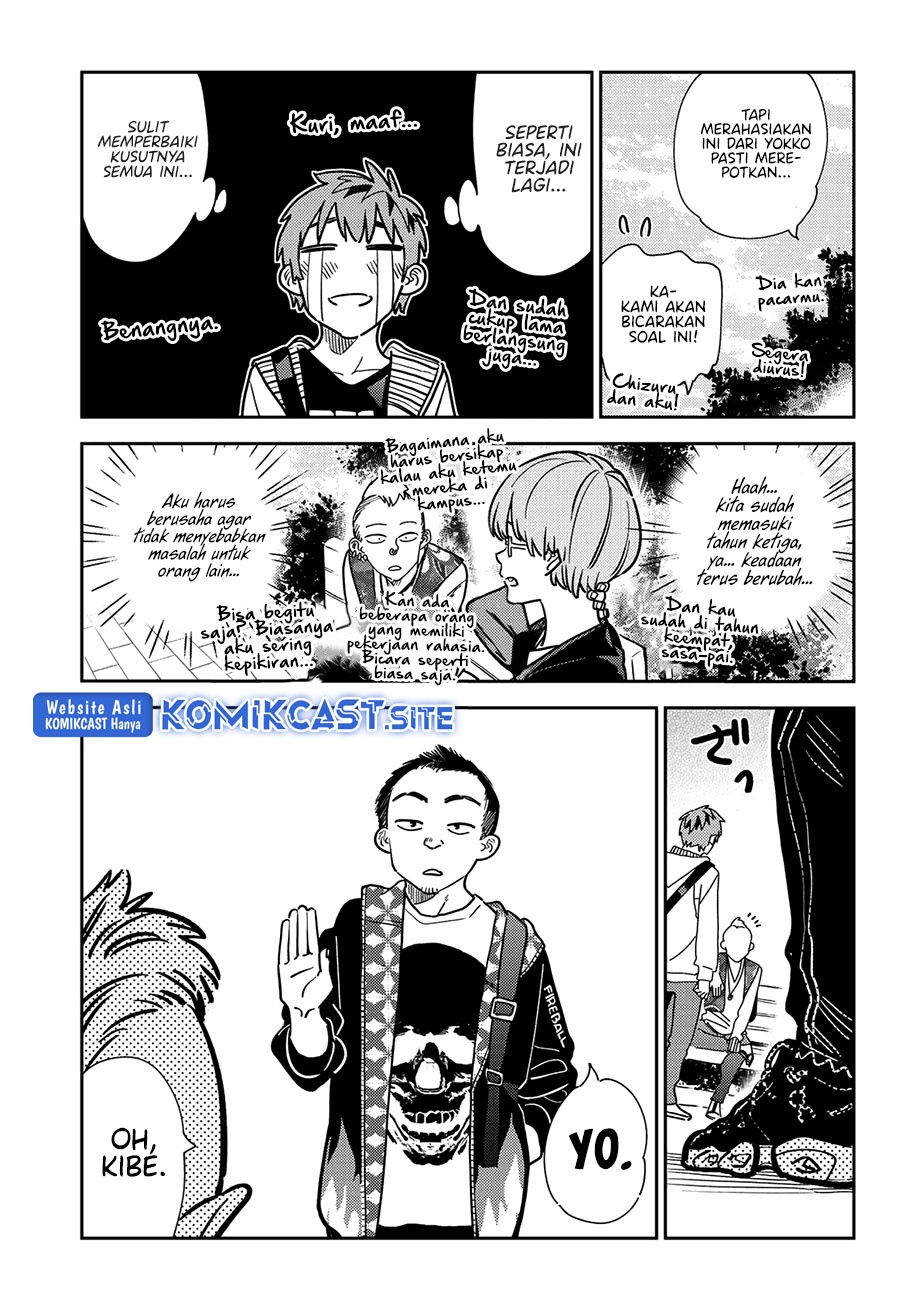 TAPI
MERAHASIAKAN
INI DARI YOKKO
PASTI MERE-
POTKAN...
Dia kan
pacarmu.
KA-
KAMI AKAN
BICARAKAN
SOAL INI!
Segera
diurus!
Chizuru
dan aku!
SEPERTI
BIASA, INI
TERJADI
LAGI...
Kuri, maaf...
SULIT
MEMPERBAIKI
KUSUTNYA
SEMUA INI...
Dan sudah
cukup lama
berlangsung
juga...
Benangnya.
Haah...
kita sudah
memasuki
tahun ketiga,
ya... keadaan
terus berubah...
Dan kau
sudah di tahun
keempat,
sasa-pai.
Bagaimana aku
harus bersikap
kalau aku ketemu
mereka di
kampus...
Kan ada
beberapa orang
yang memiliki
pekerjaan rahasia.
Bicara seperti
biasa saja!
Aku harus
berusaha agar
tidak menyebabkan
masalah untuk
orang lain...
Bisa begitu
saja! Biasanya
aku sering
kepikiran...
Website Asli
KOMIKCAST Hanya
KOMIKCAST.SITE
ざっ
FIREBALL
YO.
OH,
KIBE.